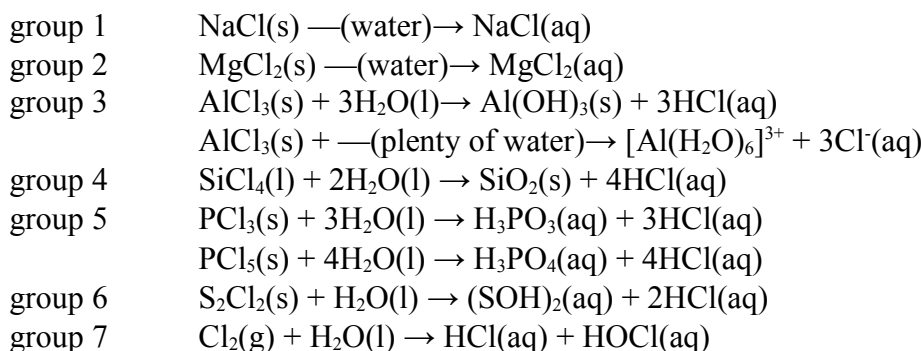 group 1 NaCl(s) —(water)→ NaCl(aq)
group 2 MgCl₂(s) —(water)→ MgCl₂(aq)
group 3 AlCl₃(s) + 3H₂O(l)→ Al(OH)₃(s) + 3HCl(aq)
AlCl₃(s) + —(plenty of water)→ [Al(H₂O)₆]³⁺ + 3Cl⁻(aq)
group 4 SiCl₄(l) + 2H₂O(l) → SiO₂(s) + 4HCl(aq)
group 5 PCl₃(s) + 3H₂O(l) → H₃PO₃(aq) + 3HCl(aq)
PCl₅(s) + 4H₂O(l) → H₃PO₄(aq) + 4HCl(aq)
group 6 S₂Cl₂(s) + H₂O(l) → (SOH)₂(aq) + 2HCl(aq)
group 7 Cl₂(g) + H₂O(l) → HCl(aq) + HOCl(aq)